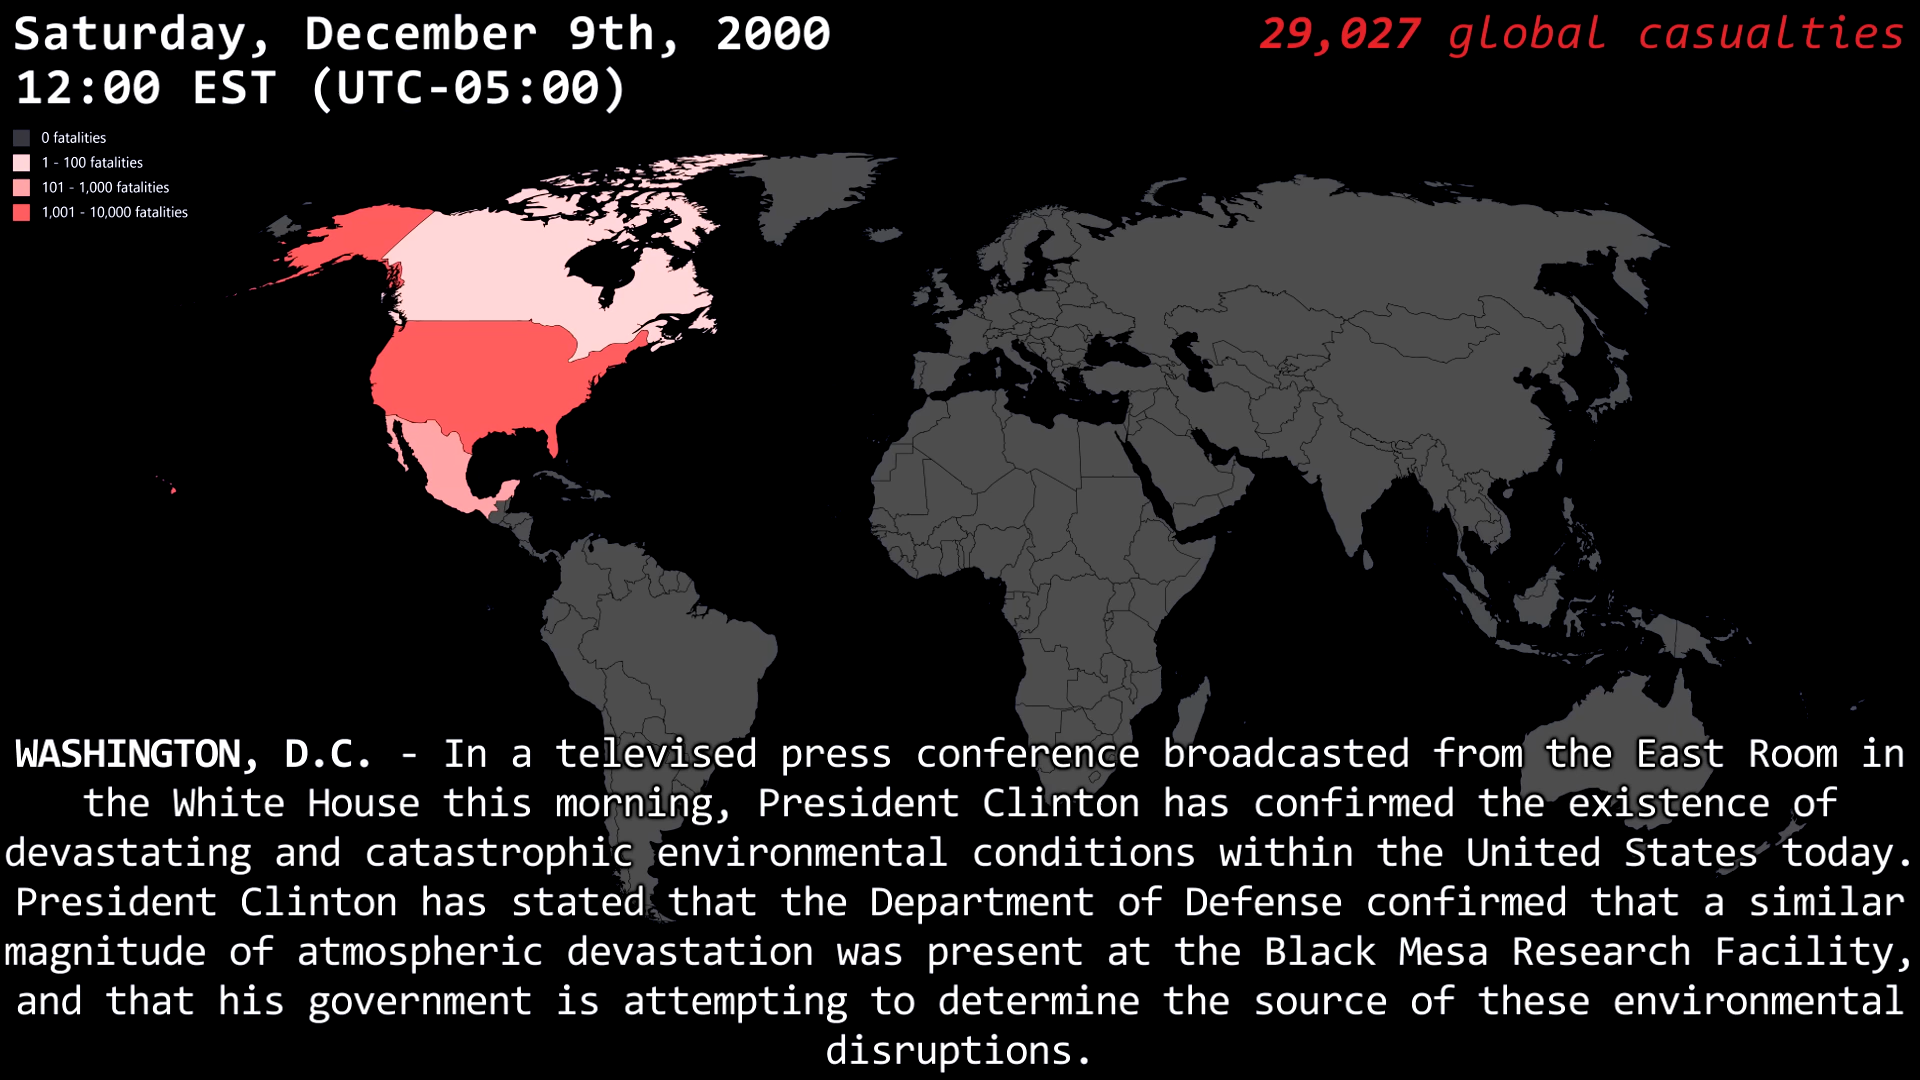 Saturday, December 9th, 2000
29,027 global casualties
12:00 EST (UTC-05:00)
0 fatalities
1 - 100 fatalities
101 - 1,000 fatalities
1,001 - 10,000 fatalities
WASHINGTON, D.C. - In a televised press conference broadcasted from the East Room in
the White House this morning, President Clinton has confirmed the existence of
devastating and catastrophic environmental conditions within the United States today.
President Clinton has stated that the Department of Defense confirmed that a similar
magnitude of atmospheric devastation was present at the Black Mesa Research Facility,
and that his government is attempting to determine the source of these environmental
disruptions.